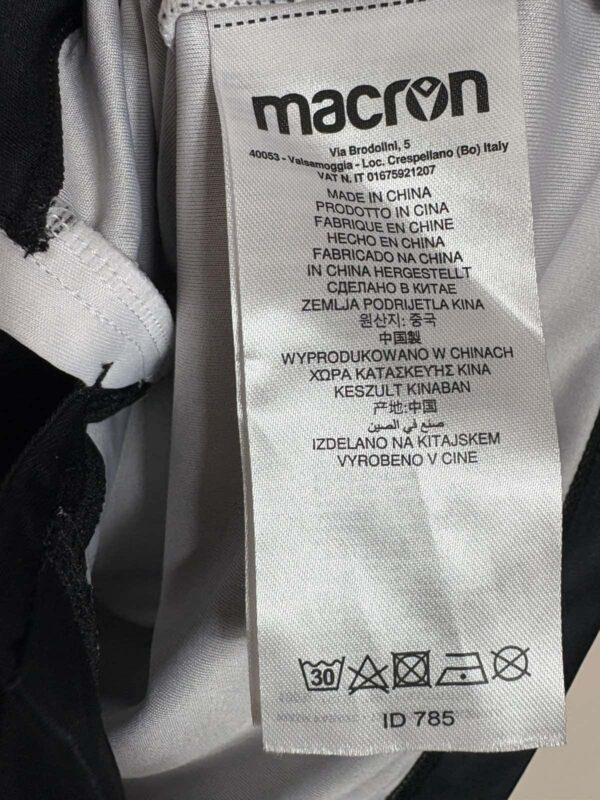 macron
Via Brodolini, 5
40053 - Valsamoggia - Loc. Crespellano (Bo) Italy
VAT N. IT 01675921207
MADE IN CHINA
PRODOTTO IN CINA
FABRIQUE EN CHINE
HECHO EN CHINA
FABRICADO NA CHINA
IN CHINA HERGESTELLT
СДЕЛАНО В КИТАЕ
ZEMLJA PODRIJETLA KINA
원산지: 중국
中国製
WYPRODUKOWANO W CHINACH
ΧΩΡΑ ΚΑΤΑΣΚΕΥΗΣ ΚΙΝΑ
KESZULT KINABAN
产地:中国
صنع في الصين
IZDELANO NA KITAJSKEM
VYROBENO V CINE
30
ID 785